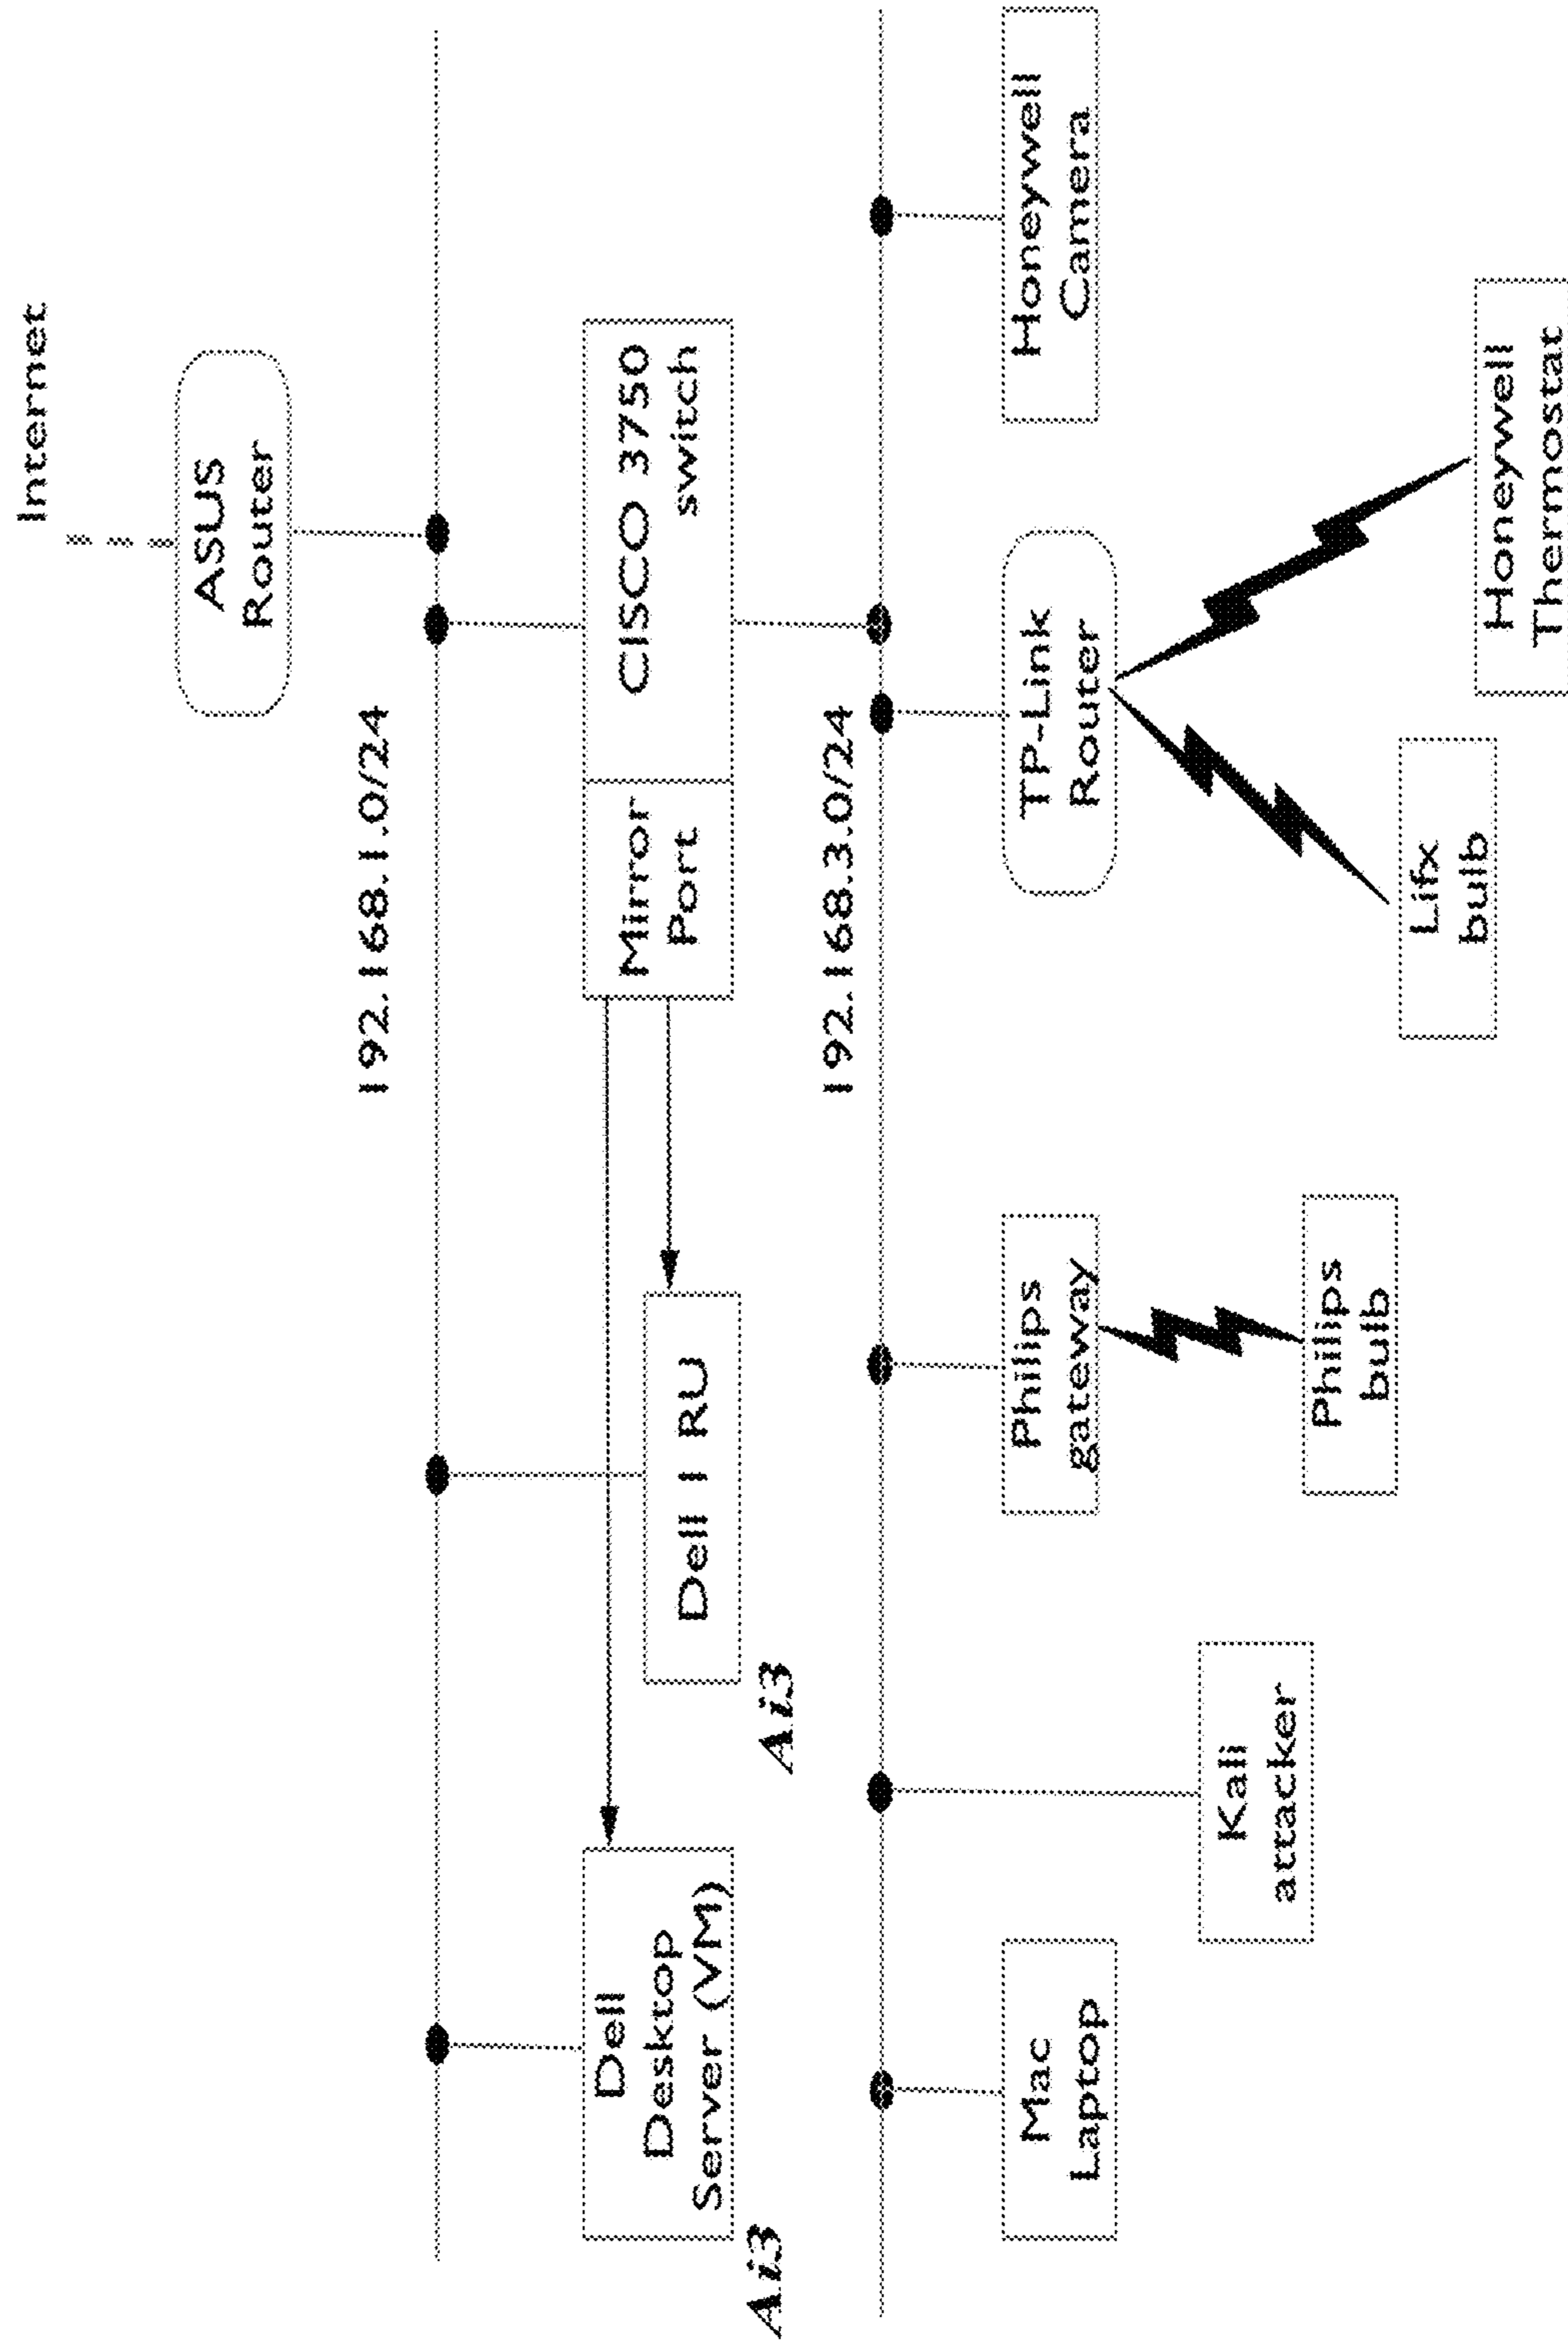 Internet
ASUS
Router
192.168.1.0/24
Dell
Desktop
Server (VM)
Ai3
Dell 1 RU
Ai3
Mirror
Port
CISCO 3750
switch
192.168.3.0/24
Mac
Laptop
Kali
attacker
Philips
gateway
Philips
bulb
TP-Link
Router
Lifx
bulb
Honeywell
Thermostat
Honeywell
Camera